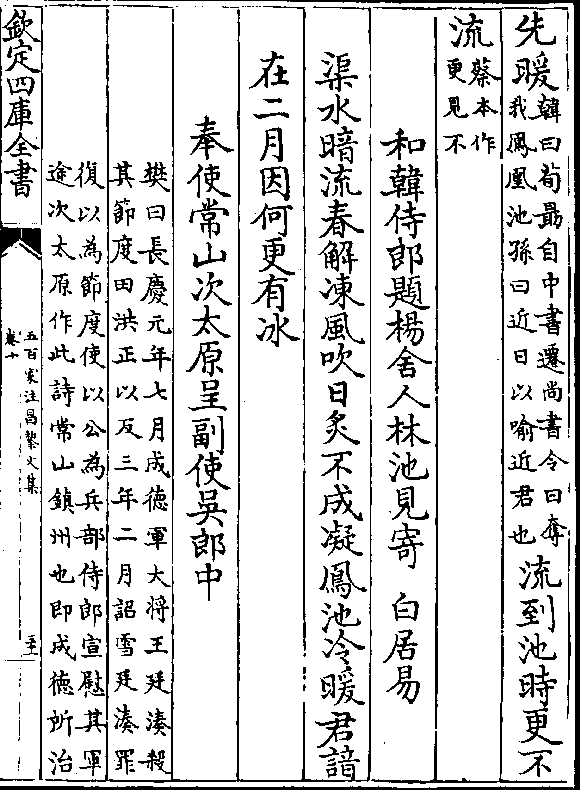 先暖韓曰荀勗自中書遷尚書令曰奪我鳳凰池孫曰近日以喻近君也流到池時更不
流蔡本作更見不
和韓侍郎題楊舍人林池見寄 白居易
渠水暗流春解凍風吹日炙不成凝鳳池冷暖君諳
在二月因何更有冰
奉使常山次太原呈副使吳郎中
樊曰長慶元年七月成德軍大將王廷湊殺
其節度田洪正以反三年二月詔雪廷湊罪
復以為節度使以公為兵部侍郎宣慰其軍
途次太原作此詩常山鎮州也即成德所治
欽定四庫全書
五百家注昌黎文集
卷十
二十一